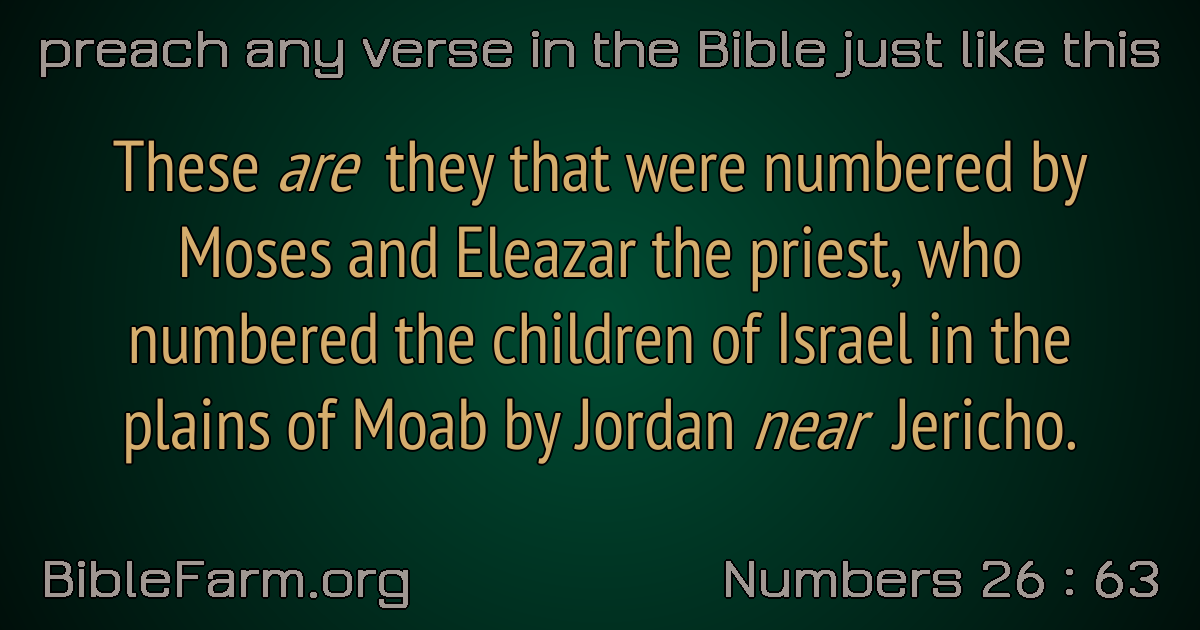 preach any verse in the Bible just like this
These are they that were numbered by
Moses and Eleazar the priest, who
numbered the children of Israel in the
plains of Moab by Jordan near Jericho.
BibleFarm.org
Numbers 26 : 63